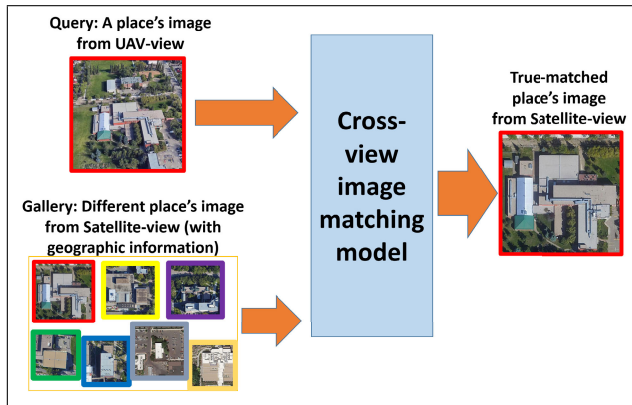 Query: A place's image
from UAV-view
Cross-
view
image
matching
model
True-matched
place's image
from Satellite-view
Gallery: Different place's image
from Satellite-view (with
geographic information)